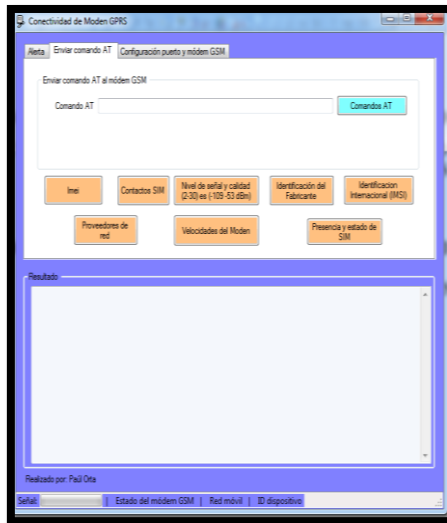 Conectividad de Moden GPRS
Alerta Enviar comando AT Configuración puerto y módem GSM
Enviar comando AT al módem GSM
Comando AT Comandos AT
Imei Contactos SIM Nivel de señal y calidad (2-30) es (-109 -53 dBm) Identificación del Fabricante Identificacion Internacional (IMSI)
Proveedores de red Velocidades del Moden Presencia y estado de SIM
Resultado
Realizado por: Paúl Orta
Señal: | Estado del módem GSM | Red móvil | ID dispositivo